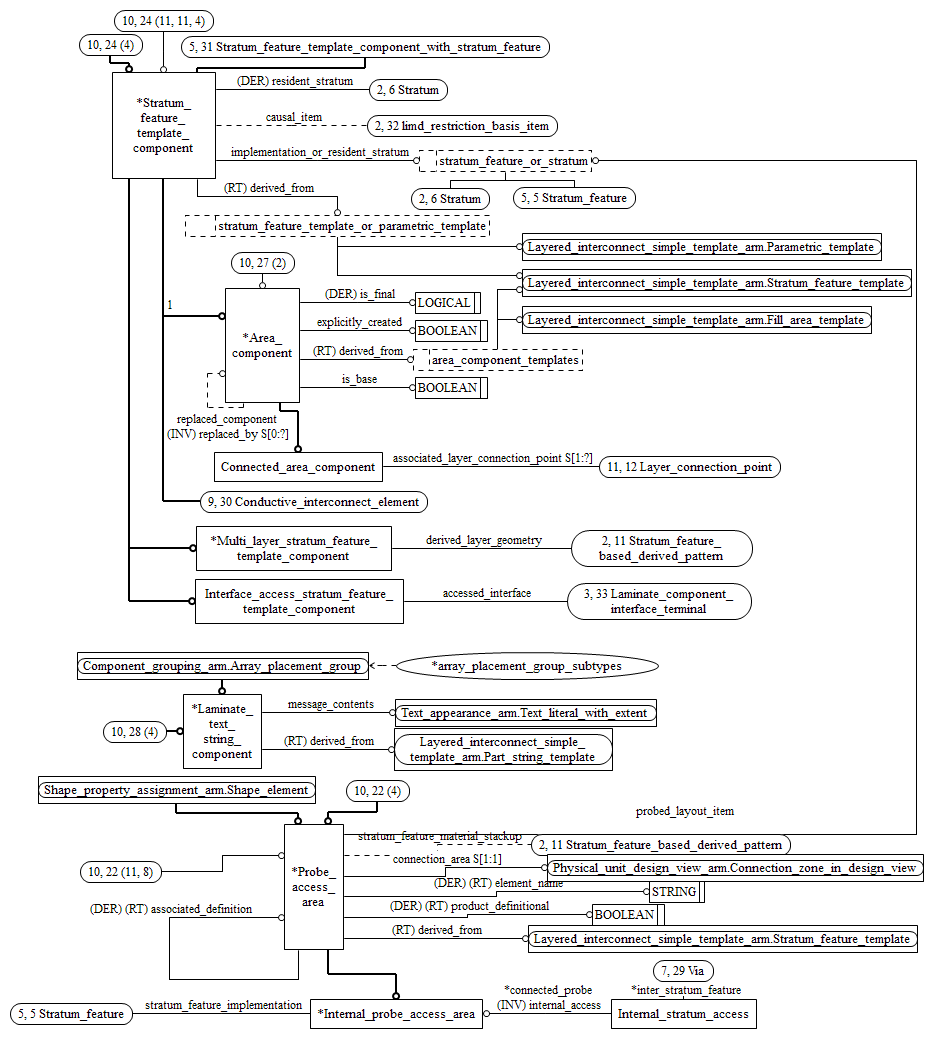 10, 24 (11, 11, 4)
10, 24 (4)
5, 31 Stratum_feature_template_component_with_stratum_feature
(DER) resident_stratum
2, 6 Stratum
*Stratum_
feature_
template_
component
causal_item
2, 32 limd_restriction_basis_item
implementation_or_resident_stratum
stratum_feature_or_stratum
(RT) derived_from
2, 6 Stratum
5, 5 Stratum_feature
stratum_feature_template_or_parametric_template
Layered_interconnect_simple_template_arm.Parametric_template
10, 27 (2)
Layered_interconnect_simple_template_arm.Stratum_feature_template
1
(DER) is_final
LOGICAL
*Area_
component
explicitly_created
BOOLEAN
Layered_interconnect_simple_template_arm.Fill_area_template
(RT) derived_from
area_component_templates
is_base
BOOLEAN
replaced_component
(INV) replaced_by S[0:?]
Connected_area_component
associated_layer_connection_point S[1:?]
11, 12 Layer_connection_point
9, 30 Conductive_interconnect_element
*Multi_layer_stratum_feature_
template_component
derived_layer_geometry
2, 11 Stratum_feature_
based_derived_pattern
Interface_access_stratum_feature_
template_component
accessed_interface
3, 33 Laminate_component_
interface_terminal
Component_grouping_arm.Array_placement_group
*array_placement_group_subtypes
*Laminate_
text_
string_
component
message_contents
Text_appearance_arm.Text_literal_with_extent
10, 28 (4)
(RT) derived_from
Layered_interconnect_simple_
template_arm.Part_string_template
Shape_property_assignment_arm.Shape_element
10, 22 (4)
probed_layout_item
stratum_feature_material_stackup
2, 11 Stratum_feature_based_derived_pattern
connection_area S[1:1]
Physical_unit_design_view_arm.Connection_zone_in_design_view
10, 22 (11, 8)
*Probe_
access_
area
(DER) (RT) element_name
STRING
(DER) (RT) associated_definition
(DER) (RT) product_definitional
BOOLEAN
(RT) derived_from
Layered_interconnect_simple_template_arm.Stratum_feature_template
7, 29 Via
*connected_probe
(INV) internal_access
*inter_stratum_feature
5, 5 Stratum_feature
stratum_feature_implementation
*Internal_probe_access_area
Internal_stratum_access